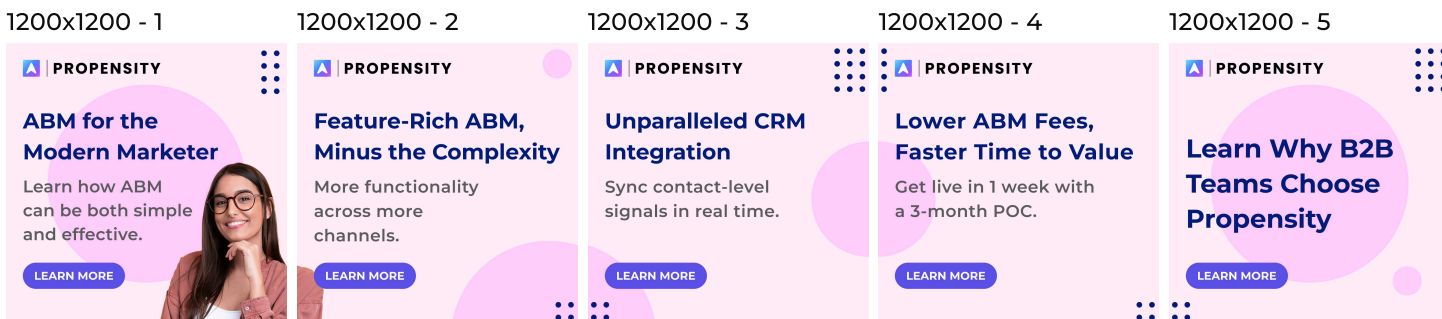 1200x1200 - 1
PROPENSITY
ABM for the
Modern Marketer
Learn how ABM
can be both simple
and effective.
LEARN MORE
1200x1200 - 2
PROPENSITY
Feature-Rich ABM,
Minus the Complexity
More functionality
across more
channels.
LEARN MORE
1200x1200 - 3
PROPENSITY
Unparalleled CRM
Integration
Sync contact-level
signals in real time.
LEARN MORE
1200x1200 - 4
PROPENSITY
Lower ABM Fees,
Faster Time to Value
Get live in 1 week with
a 3-month POC.
LEARN MORE
1200x1200 - 5
PROPENSITY
Learn Why B2B
Teams Choose
Propensity
LEARN MORE